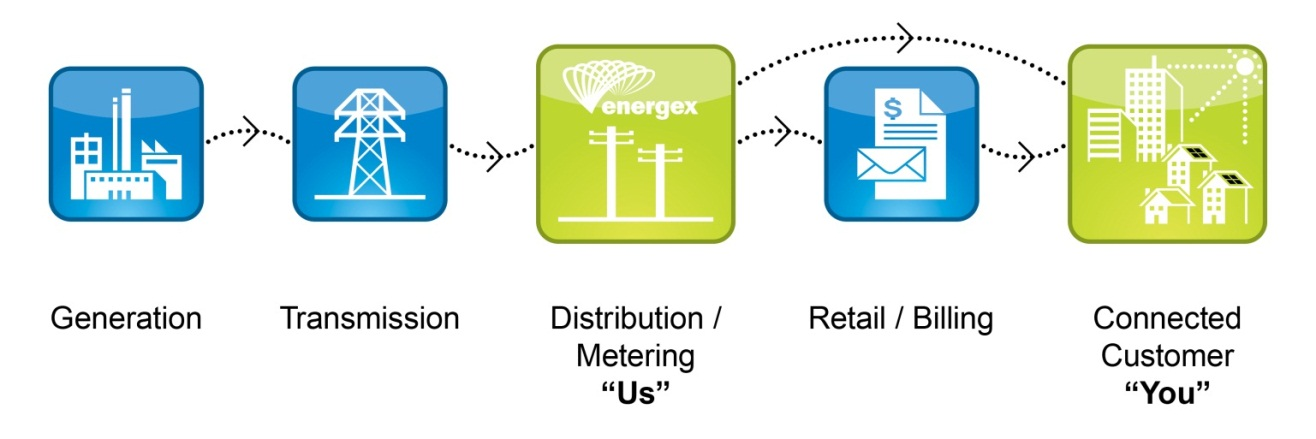 energex
$
Generation
Transmission
Distribution /
Metering
“Us”
Retail / Billing
Connected
Customer
“You”